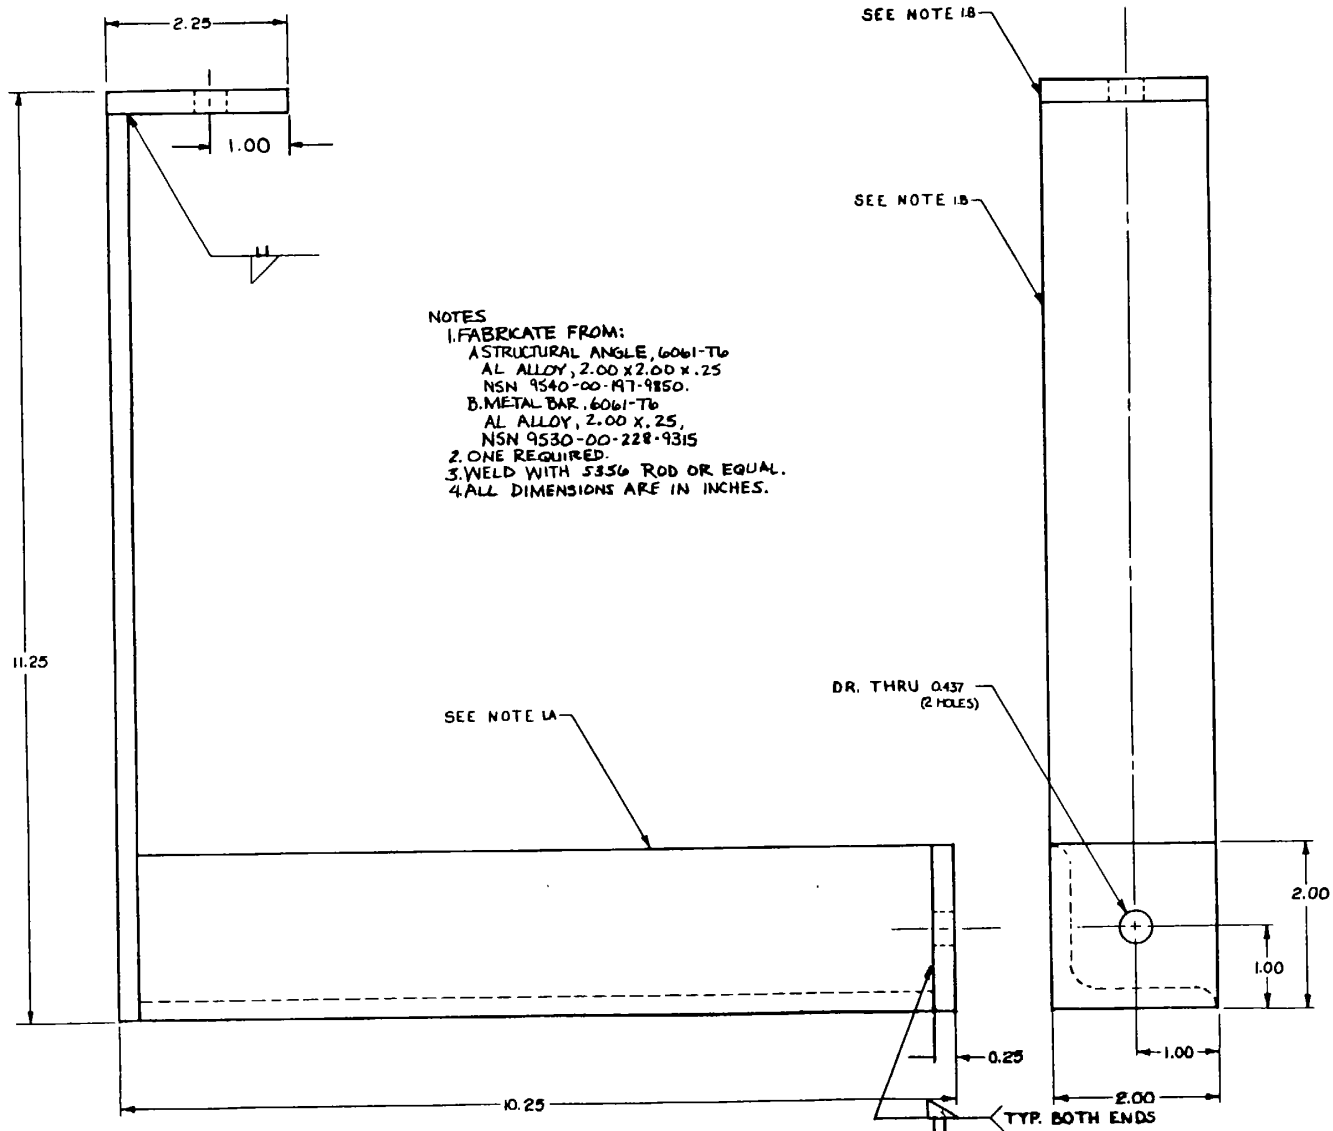 2.25
SEE NOTE 1.B
1.00
SEE NOTE 1.B
NOTES
1. FABRICATE FROM:
A STRUCTURAL ANGLE, 6061-T6
AL ALLOY, 2.00 X 2.00 X .25
NSN 9540-00-197-9850.
B. METAL BAR, 6061-T6
AL ALLOY, 2.00 X .25,
NSN 9530-00-228-9315
2. ONE REQUIRED.
3. WELD WITH 5356 ROD OR EQUAL.
4. ALL DIMENSIONS ARE IN INCHES.
11.25
DR. THRU 0.437
(2 HOLES)
SEE NOTE 1.A
2.00
1.00
0.25
1.00
10.25
2.00
TYP. BOTH ENDS